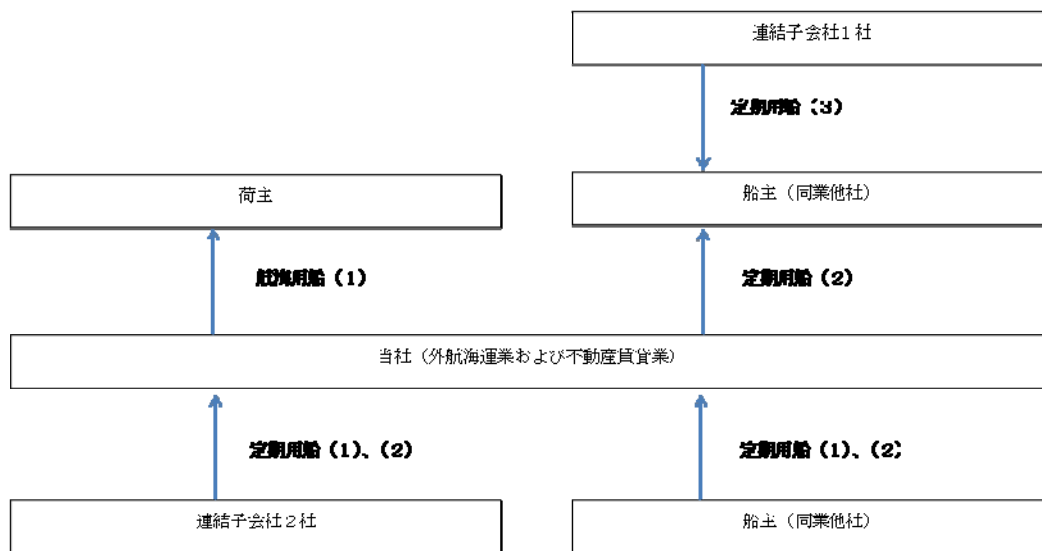 連結子会社１社
定期用船（3）
荷主
船主（同業他社）
航海用船（1）
定期用船（2）
当社（外航海運業および不動産賃貸業）
定期用船（1）、（2）
定期用船（1）、（2）
連結子会社２社
船主（同業他社）